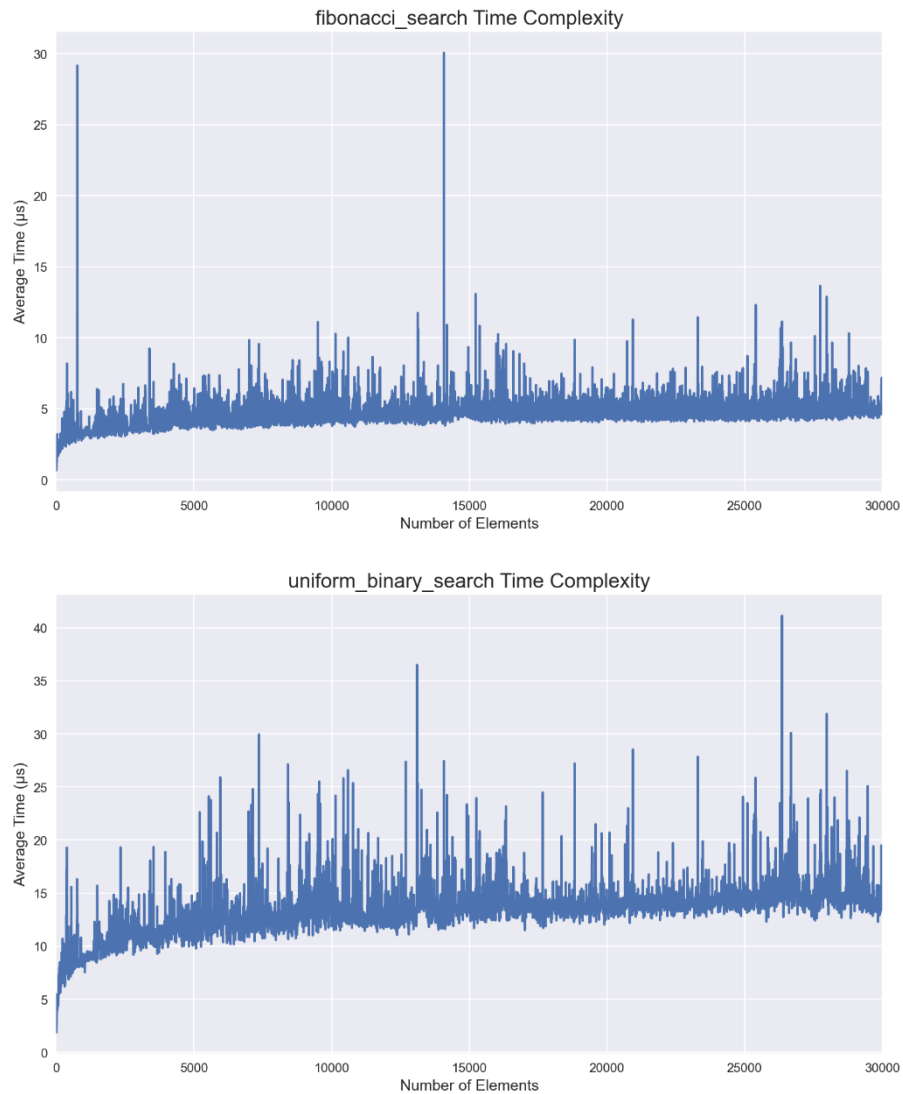 fibonacci_search Time Complexity
30
25
20
15
10
5
0
Average Time (µs)
0 5000 10000 15000 20000 25000 30000
Number of Elements
uniform_binary_search Time Complexity
40
35
30
25
20
15
10
5
0
Average Time (µs)
0 5000 10000 15000 20000 25000 30000
Number of Elements